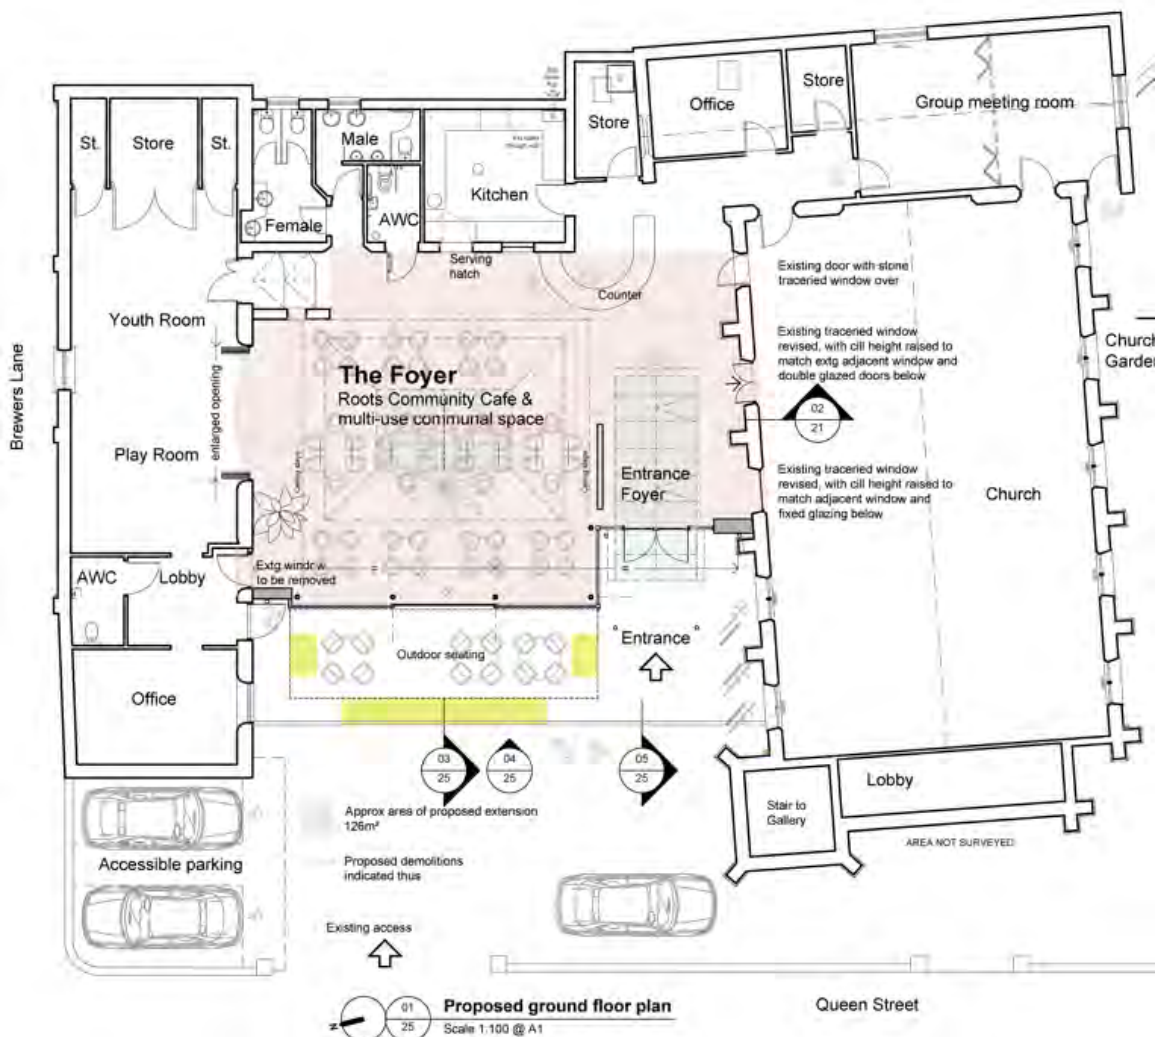 Office
Store
Group meeting room
Store
St.
Store
St.
Male
Kitchen
AWC
Female
Serving
hatch
Counter
Existing door with stone
traceried window over
Youth Room
Existing traceried window
revised, with cill height raised to
match extg adjacent window and
double glazed doors below
Church
Garden
Brewers Lane
enlarged opening
The Foyer
Roots Community Cafe &
multi-use communal space
02
21
Play Room
Entrance
Foyer
Existing traceried window
revised, with cill height raised to
match adjacent window and
fixed glazing below
Church
AWC
Lobby
Extg window
to be removed
=
=
Outdoor seating
Entrance
Office
03
25
04
25
05
25
Lobby
Stair to
Gallery
Approx area of proposed extension
126m²
AREA NOT SURVEYED
Accessible parking
Proposed demolitions
indicated thus
Existing access
N
01
25
Proposed ground floor plan
Scale 1:100 @ A1
Queen Street